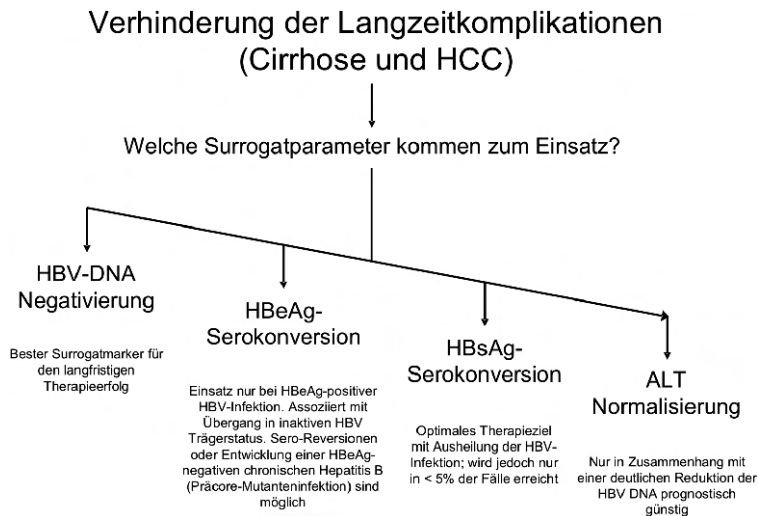 Verhinderung der Langzeitkomplikationen
(Cirrhose und HCC)
Welche Surrogatparameter kommen zum Einsatz?
HBV-DNA
Negativierung
Bester Surrogatmarker für
den langfristigen
Therapieerfolg
HBeAg-
Serokonversion
Einsatz nur bei HBeAg-positiver
HBV-Infektion. Assoziiert mit
Übergang in inaktiven HBV
Trägerstatus. Sero-Reversionen
oder Entwicklung einer HBeAg-
negativen chronischen Hepatitis B
(Präcore-Mutanteninfektion) sind
möglich
HBsAg-
Serokonversion
Optimales Therapieziel
mit Ausheilung der HBV-
Infektion; wird jedoch nur
in < 5% der Fälle erreicht
ALT
Normalisierung
Nur in Zusammenhang mit
einer deutlichen Reduktion der
HBV DNA prognostisch
günstig